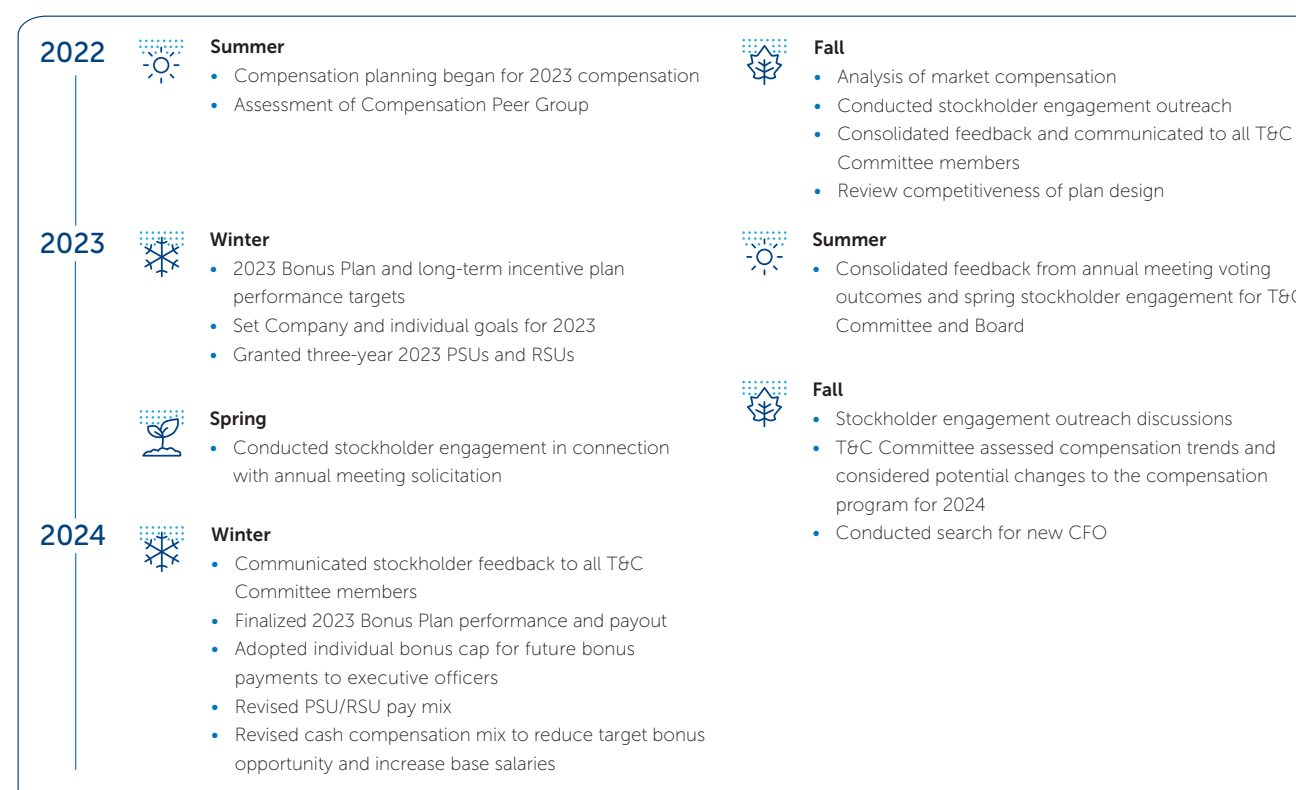 2022
Summer
• Compensation planning began for 2023 compensation
• Assessment of Compensation Peer Group
Fall
• Analysis of market compensation
• Conducted stockholder engagement outreach
• Consolidated feedback and communicated to all T&C
Committee members
• Review competitiveness of plan design
2023
Winter
• 2023 Bonus Plan and long-term incentive plan
performance targets
• Set Company and individual goals for 2023
• Granted three-year 2023 PSUs and RSUs
Spring
• Conducted stockholder engagement in connection
with annual meeting solicitation
Summer
• Consolidated feedback from annual meeting voting
outcomes and spring stockholder engagement for T&C
Committee and Board
Fall
• Stockholder engagement outreach discussions
• T&C Committee assessed compensation trends and
considered potential changes to the compensation
program for 2024
• Conducted search for new CFO
2024
Winter
• Communicated stockholder feedback to all T&C
Committee members
• Finalized 2023 Bonus Plan performance and payout
• Adopted individual bonus cap for future bonus
payments to executive officers
• Revised PSU/RSU pay mix
• Revised cash compensation mix to reduce target bonus
opportunity and increase base salaries